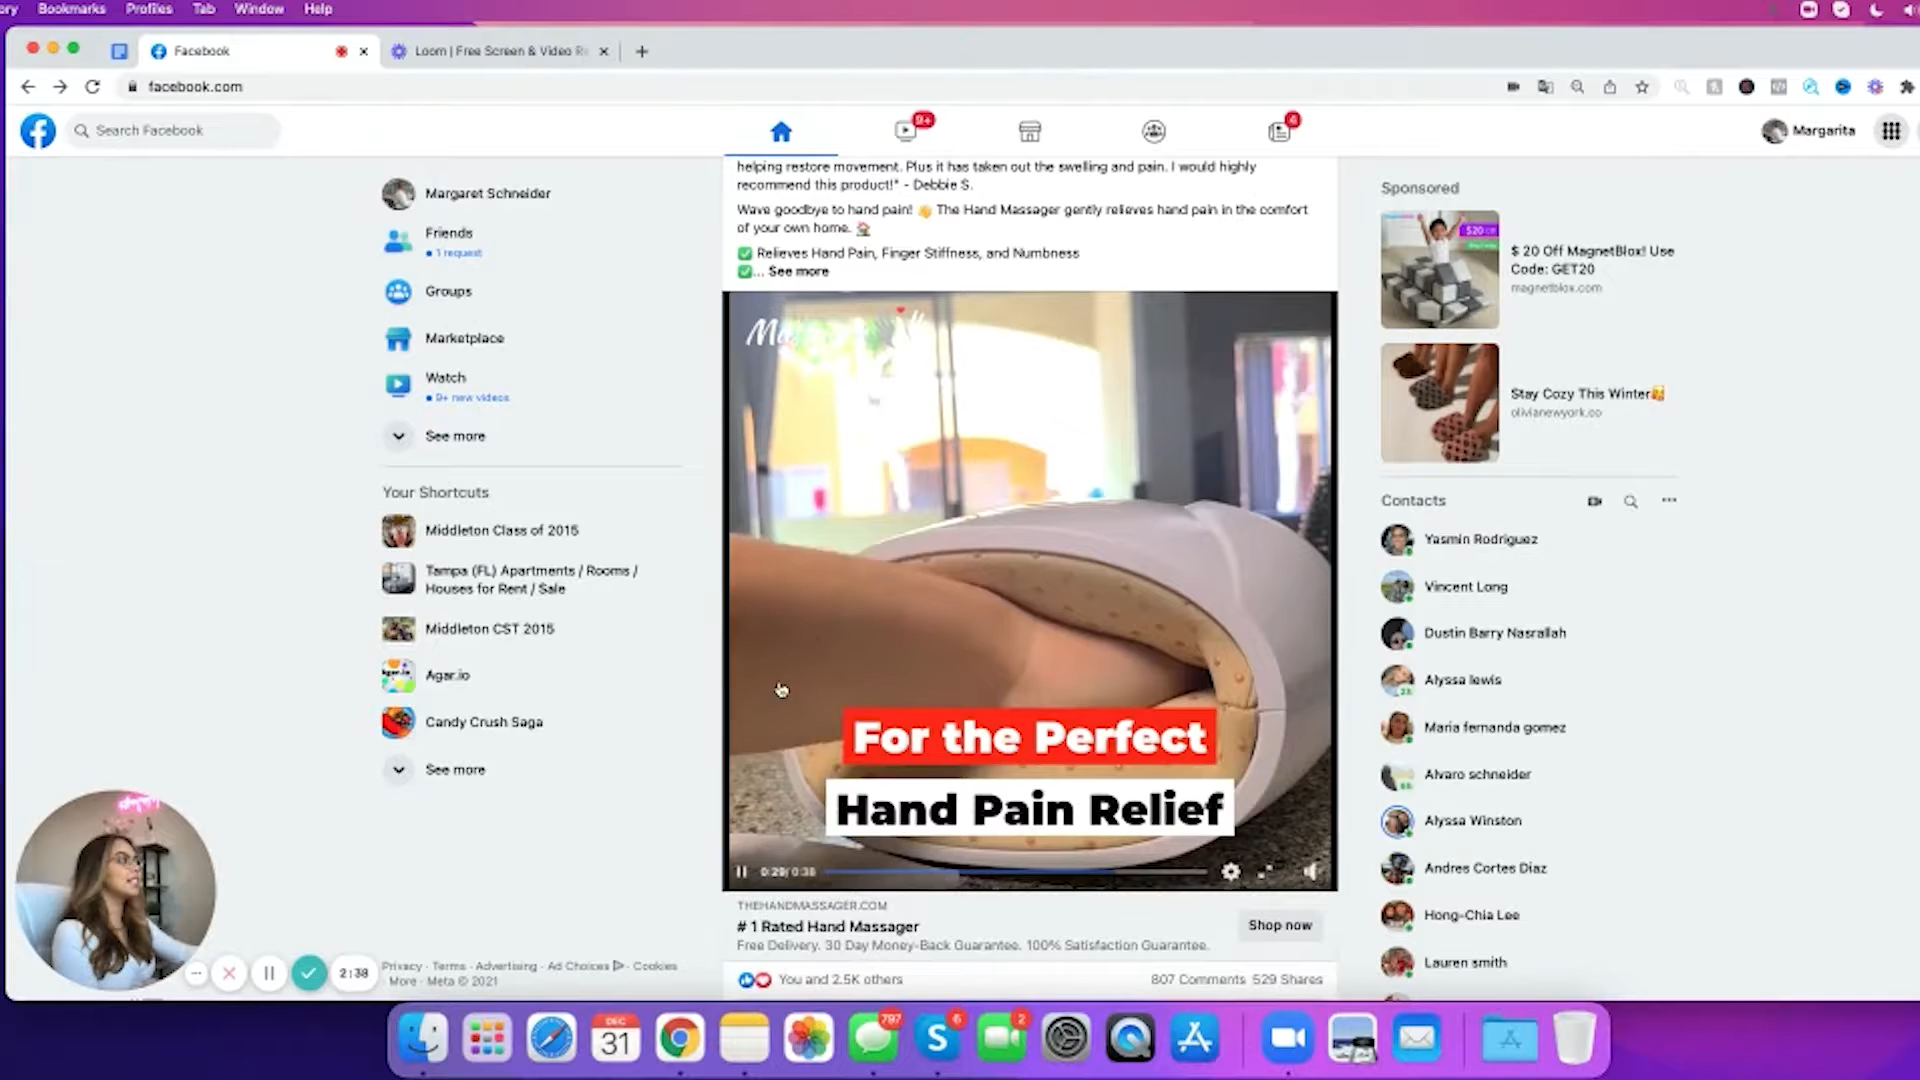 Bookmarks Profiles Tab Window Help
Facebook
Loom | Free Screen & Video
facebook.com
Search Facebook
9+
4
Margarita
Margaret Schneider
Friends
1 request
Groups
Marketplace
Watch
9+ new videos
See more
Your Shortcuts
Middleton Class of 2015
Tampa (FL) Apartments / Rooms /
Houses for Rent / Sale
Middleton CST 2015
Agar.io
Candy Crush Saga
See more
Privacy · Terms · Advertising · Ad Choices · Cookies
· More · Meta © 2021
2:38
helping restore movement. Plus it has taken out the swelling and pain. I would highly
recommend this product!" - Debbie S.
Wave goodbye to hand pain! 👋 The Hand Massager gently relieves hand pain in the comfort
of your own home. 🏠
✅ Relieves Hand Pain, Finger Stiffness, and Numbness
✅... See more
For the Perfect
Hand Pain Relief
0:29/0:38
THEHANDMASSAGER.COM
# 1 Rated Hand Massager
Free Delivery. 30 Day Money-Back Guarantee. 100% Satisfaction Guarantee.
Shop now
You and 2.5K others
807 Comments 529 Shares
Sponsored
$20
$ 20 Off MagnetBlox! Use
Code: GET20
magnetblox.com
Stay Cozy This Winter🥰
olivianewyork.co
Contacts
Yasmin Rodriguez
Vincent Long
Dustin Barry Nasrallah
Alyssa lewis
Maria fernanda gomez
Alvaro schneider
Alyssa Winston
Andres Cortes Diaz
Hong-Chia Lee
Lauren smith
DEC
31
797
6
2